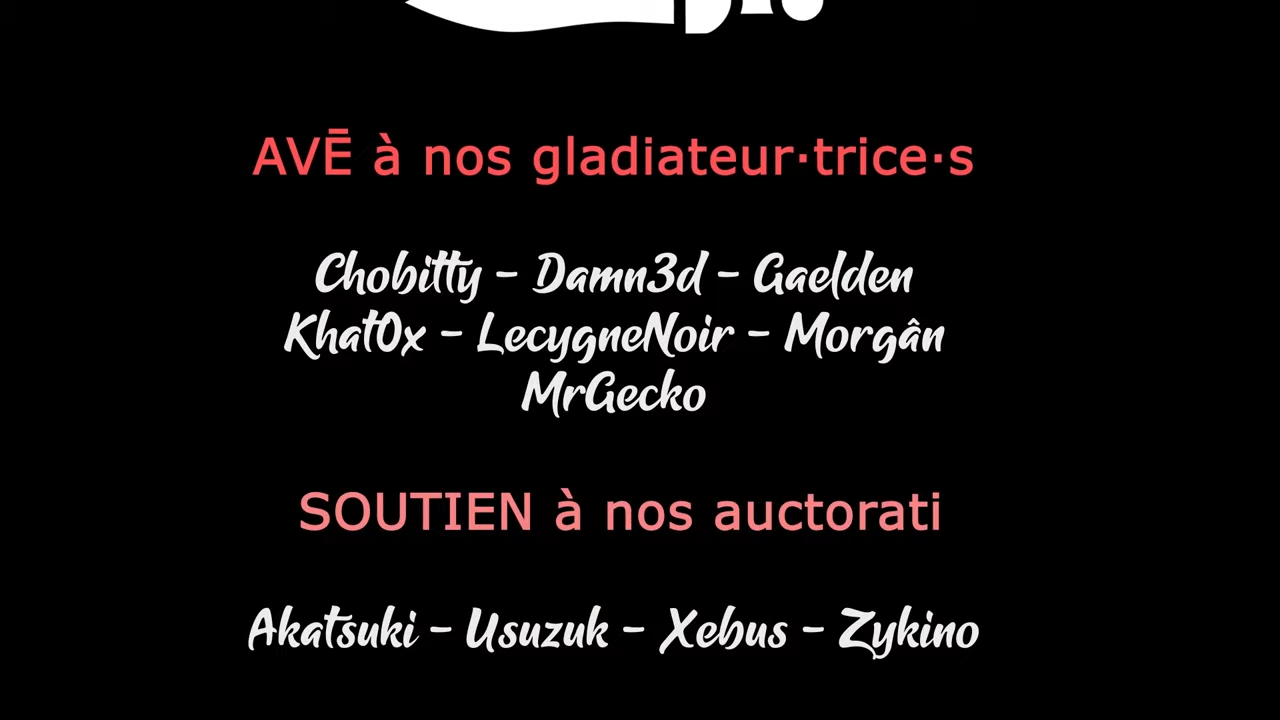 AVĒ à nos gladiateur·trice·s
Chobitty - Damn3d - Gaelden
Khat0x - LecygneNoir - Morgân
MrGecko
SOUTIEN à nos auctorati
Akatsuki - Usuzuk - Xebus - Zykino